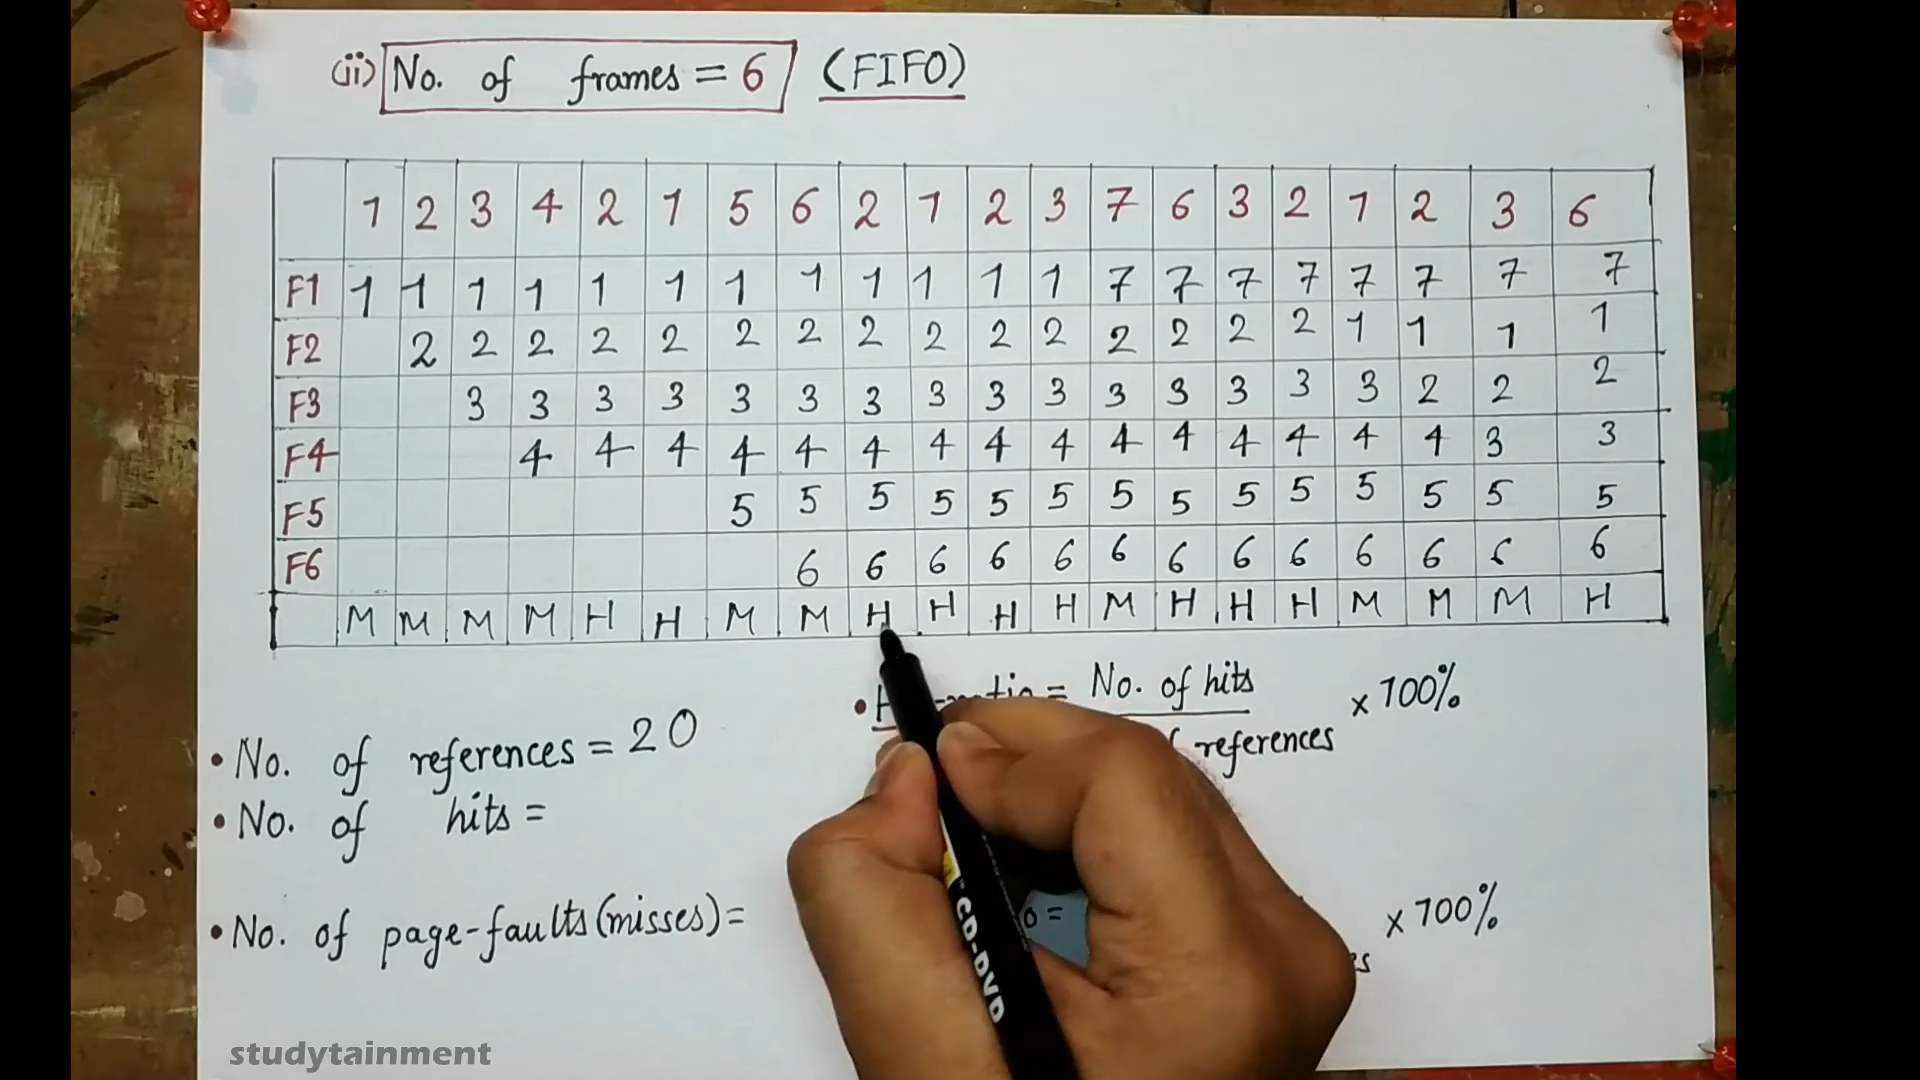 (ii) No. of frames = 6 (FIFO)
1 2 3 4 2 1 5 6 2 1 2 3 7 6 3 2 1 2 3 6
F1 1 1 1 1 1 1 1 1 1 1 1 1 7 7 7 7 7 7 7 7
F2 2 2 2 2 2 2 2 2 2 2 2 2 2 2 2 1 1 1 1
F3 3 3 3 3 3 3 3 3 3 3 3 3 3 3 3 2 2 2
F4 4 4 4 4 4 4 4 4 4 4 4 4 4 4 4 3 3
F5 5 5 5 5 5 5 5 5 5 5 5 5 5 5
F6 6 6 6 6 6 6 6 6 6 6 6 6 6
M M M M H H M M H H H H M H H H M M M H
= No. of hits × 100%
references
• No. of references = 20
• No. of hits =
• No. of page-faults (misses) =
= × 100%
CD-DVD
studytainment